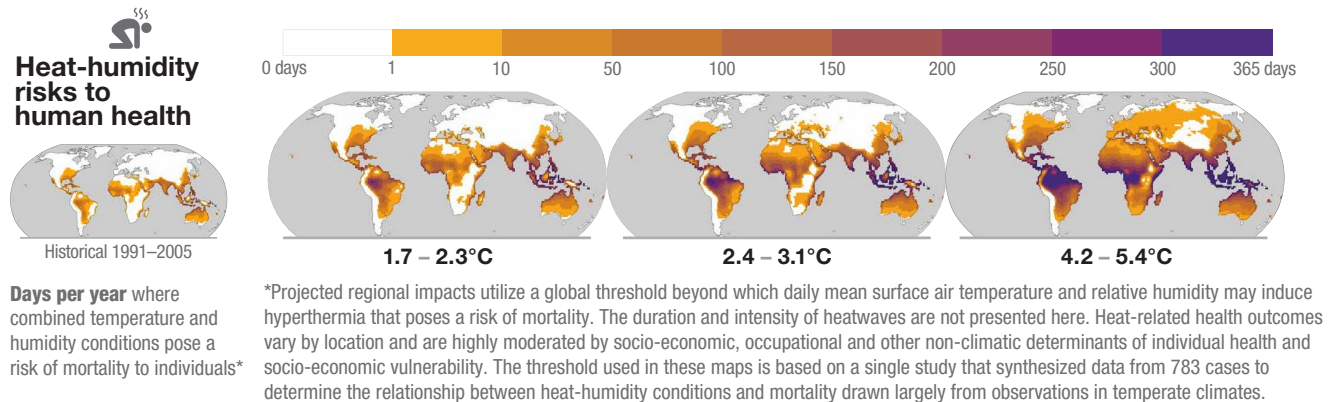 Heat-humidity
risks to
human health
Historical 1991–2005
Days per year where
combined temperature and
humidity conditions pose a
risk of mortality to individuals*
0 days 1 10 50 100 150 200 250 300 365 days
1.7 – 2.3°C 2.4 – 3.1°C 4.2 – 5.4°C
*Projected regional impacts utilize a global threshold beyond which daily mean surface air temperature and relative humidity may induce
hyperthermia that poses a risk of mortality. The duration and intensity of heatwaves are not presented here. Heat-related health outcomes
vary by location and are highly moderated by socio-economic, occupational and other non-climatic determinants of individual health and
socio-economic vulnerability. The threshold used in these maps is based on a single study that synthesized data from 783 cases to
determine the relationship between heat-humidity conditions and mortality drawn largely from observations in temperate climates.